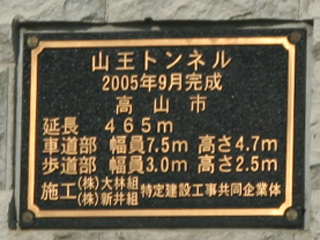 山王トンネル
2005年9月完成
高山市
延長 465m
車道部 幅員7.5m 高さ4.7m
歩道部 幅員3.0m 高さ2.5m
施工 (株)大林組 (株)新井組 特定建設工事共同企業体